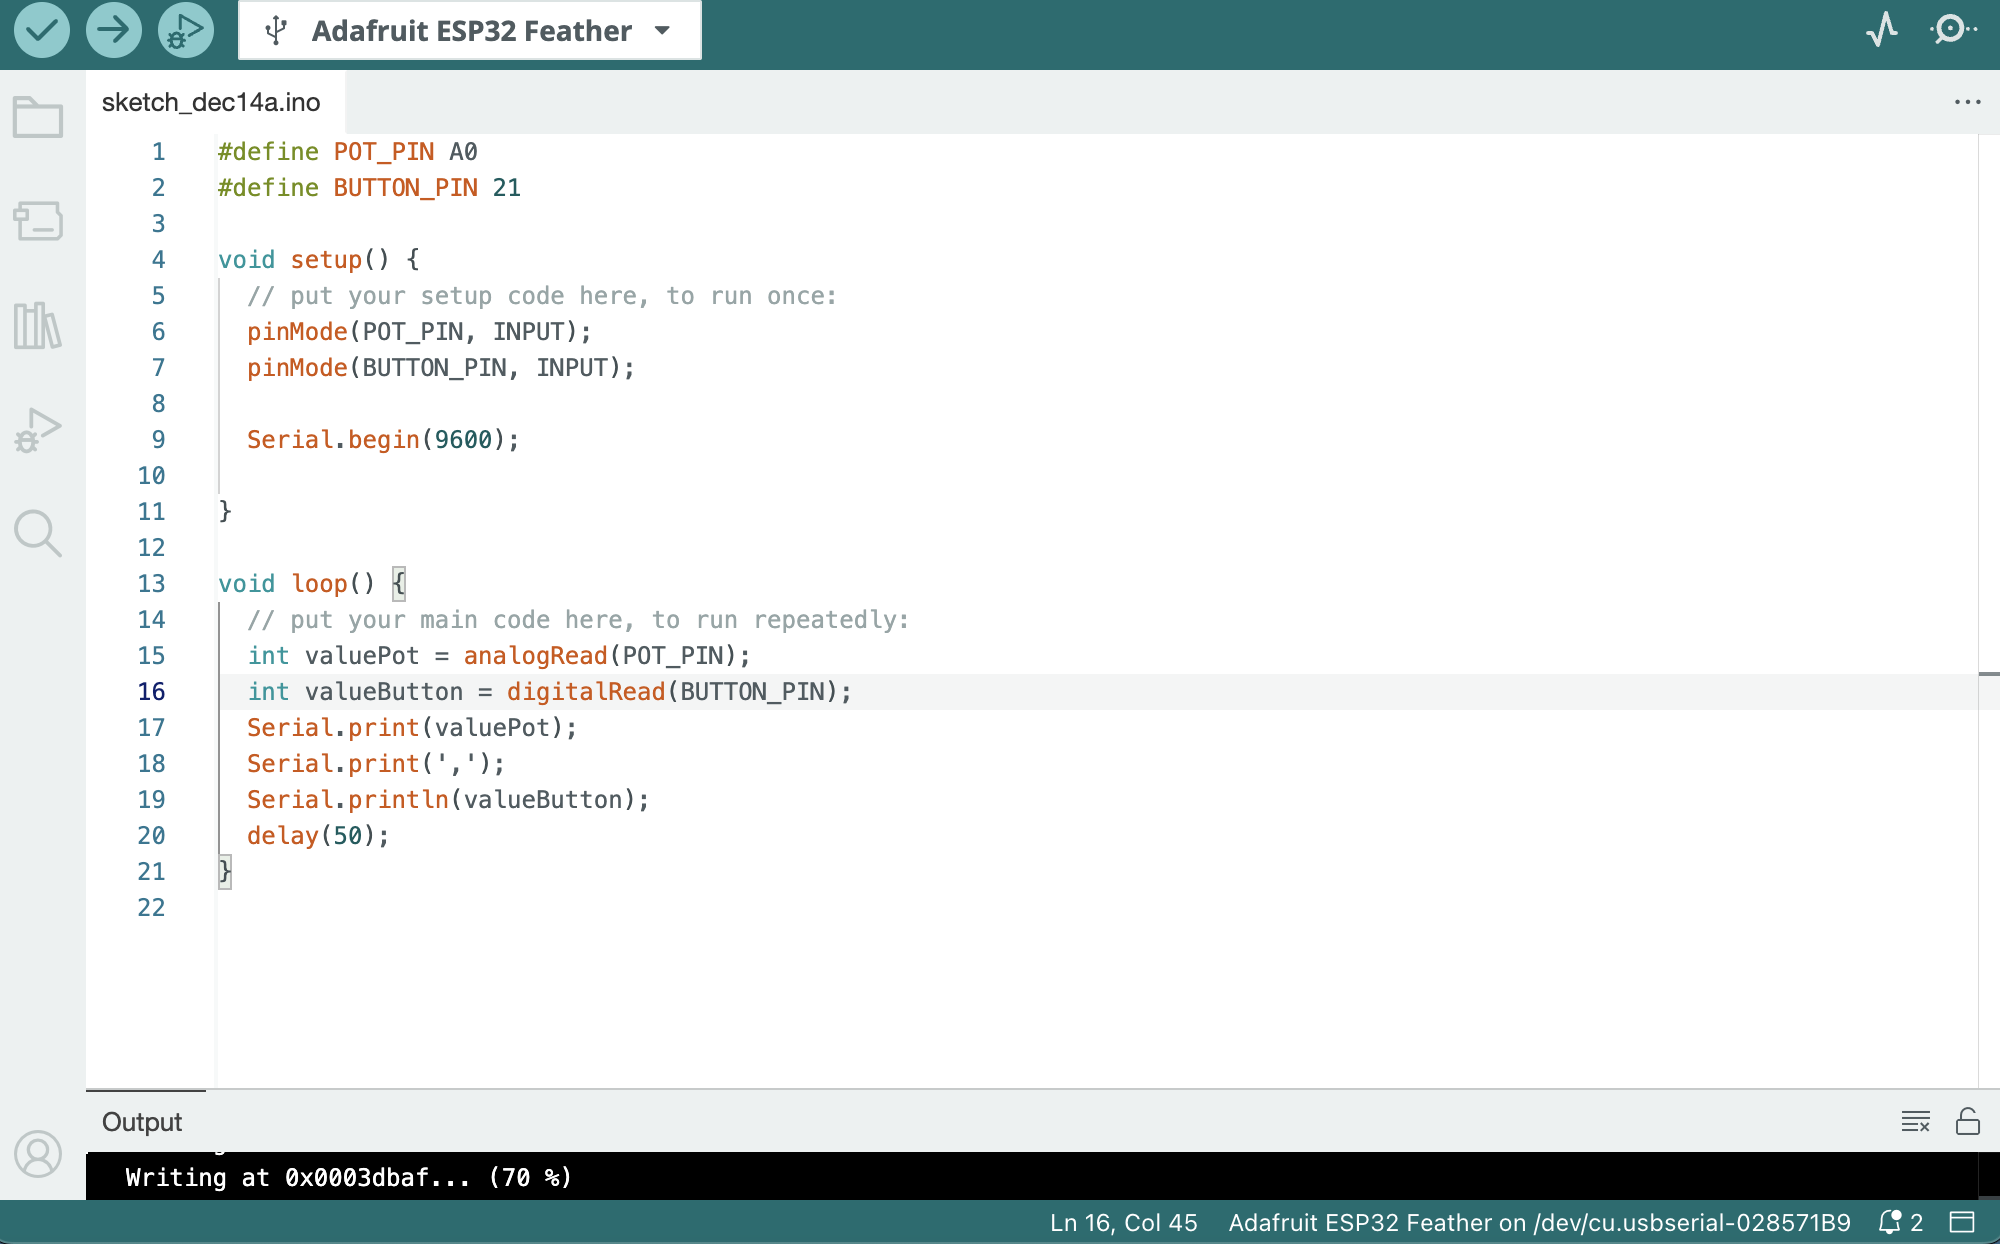 Adafruit ESP32 Feather
sketch_dec14a.ino
1 #define POT_PIN A0
2 #define BUTTON_PIN 21
3
4 void setup() {
5 // put your setup code here, to run once:
6 pinMode(POT_PIN, INPUT);
7 pinMode(BUTTON_PIN, INPUT);
8
9 Serial.begin(9600);
10
11 }
12
13 void loop() {
14 // put your main code here, to run repeatedly:
15 int valuePot = analogRead(POT_PIN);
16 int valueButton = digitalRead(BUTTON_PIN);
17 Serial.print(valuePot);
18 Serial.print(',');
19 Serial.println(valueButton);
20 delay(50);
21 }
22
Output
Writing at 0x0003dbaf... (70 %)
Ln 16, Col 45 Adafruit ESP32 Feather on /dev/cu.usbserial-028571B9 2